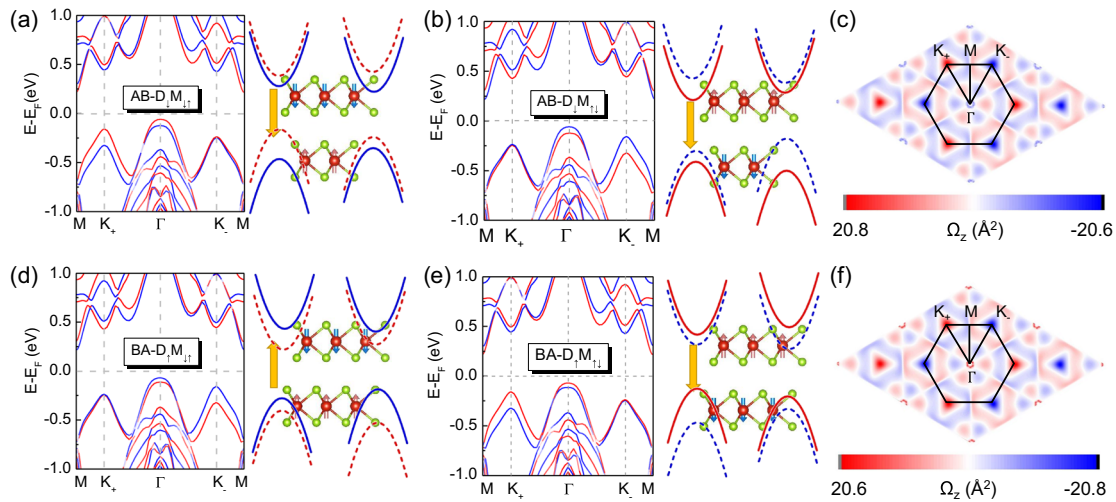 (a)
E-E_F (eV)
1.0
0.5
0.0
-0.5
-1.0
AB-D↓M↓↑
M K₊ Γ K₋ M
(b)
E-E_F (eV)
1.0
0.5
0.0
-0.5
-1.0
AB-D↓M↑↓
M K₊ Γ K₋ M
(c)
K₊ M K₋
Γ
20.8 Ω_z (Å²) -20.6
(d)
E-E_F (eV)
1.0
0.5
0.0
-0.5
-1.0
BA-D↑M↓↑
M K₊ Γ K₋ M
(e)
E-E_F (eV)
1.0
0.5
0.0
-0.5
-1.0
BA-D↑M↑↓
M K₊ Γ K₋ M
(f)
K₊ M K₋
Γ
20.6 Ω_z (Å²) -20.8